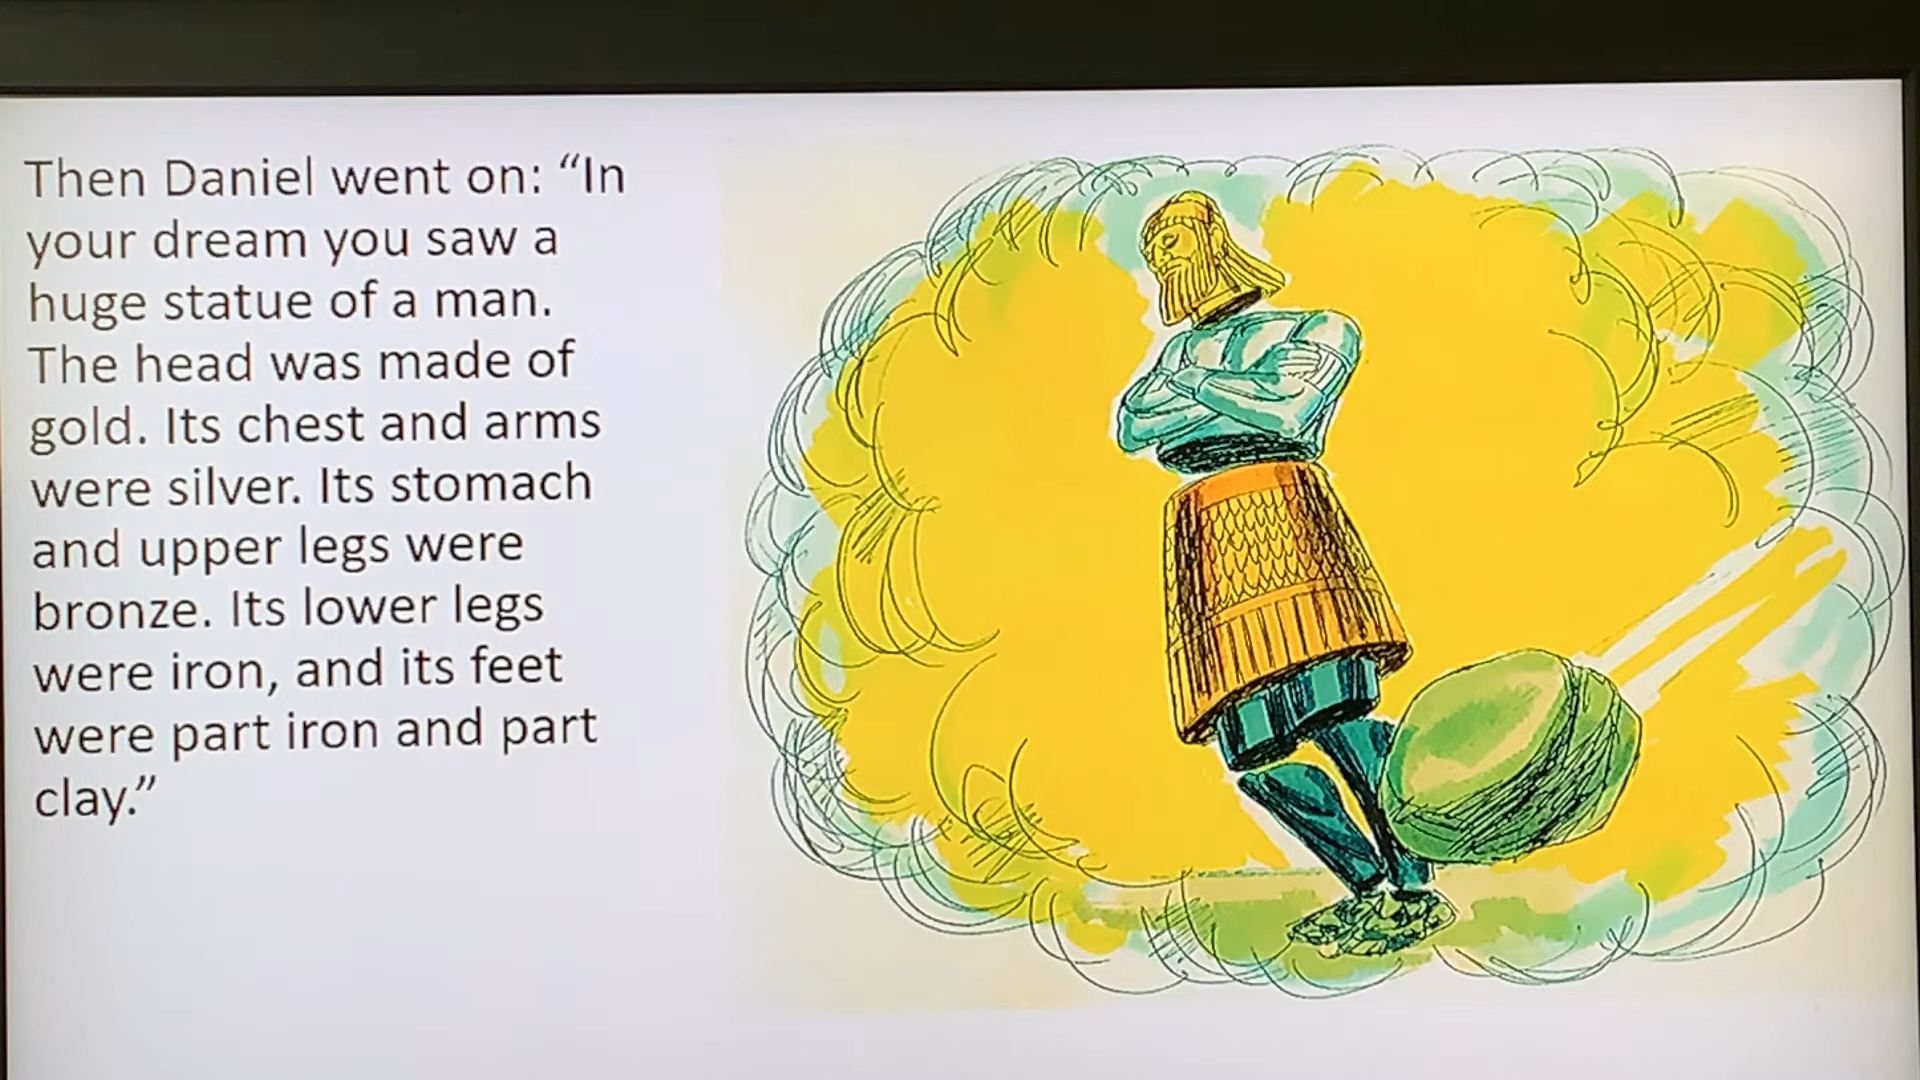 Then Daniel went on: “In
your dream you saw a
huge statue of a man.
The head was made of
gold. Its chest and arms
were silver. Its stomach
and upper legs were
bronze. Its lower legs
were iron, and its feet
were part iron and part
clay.”